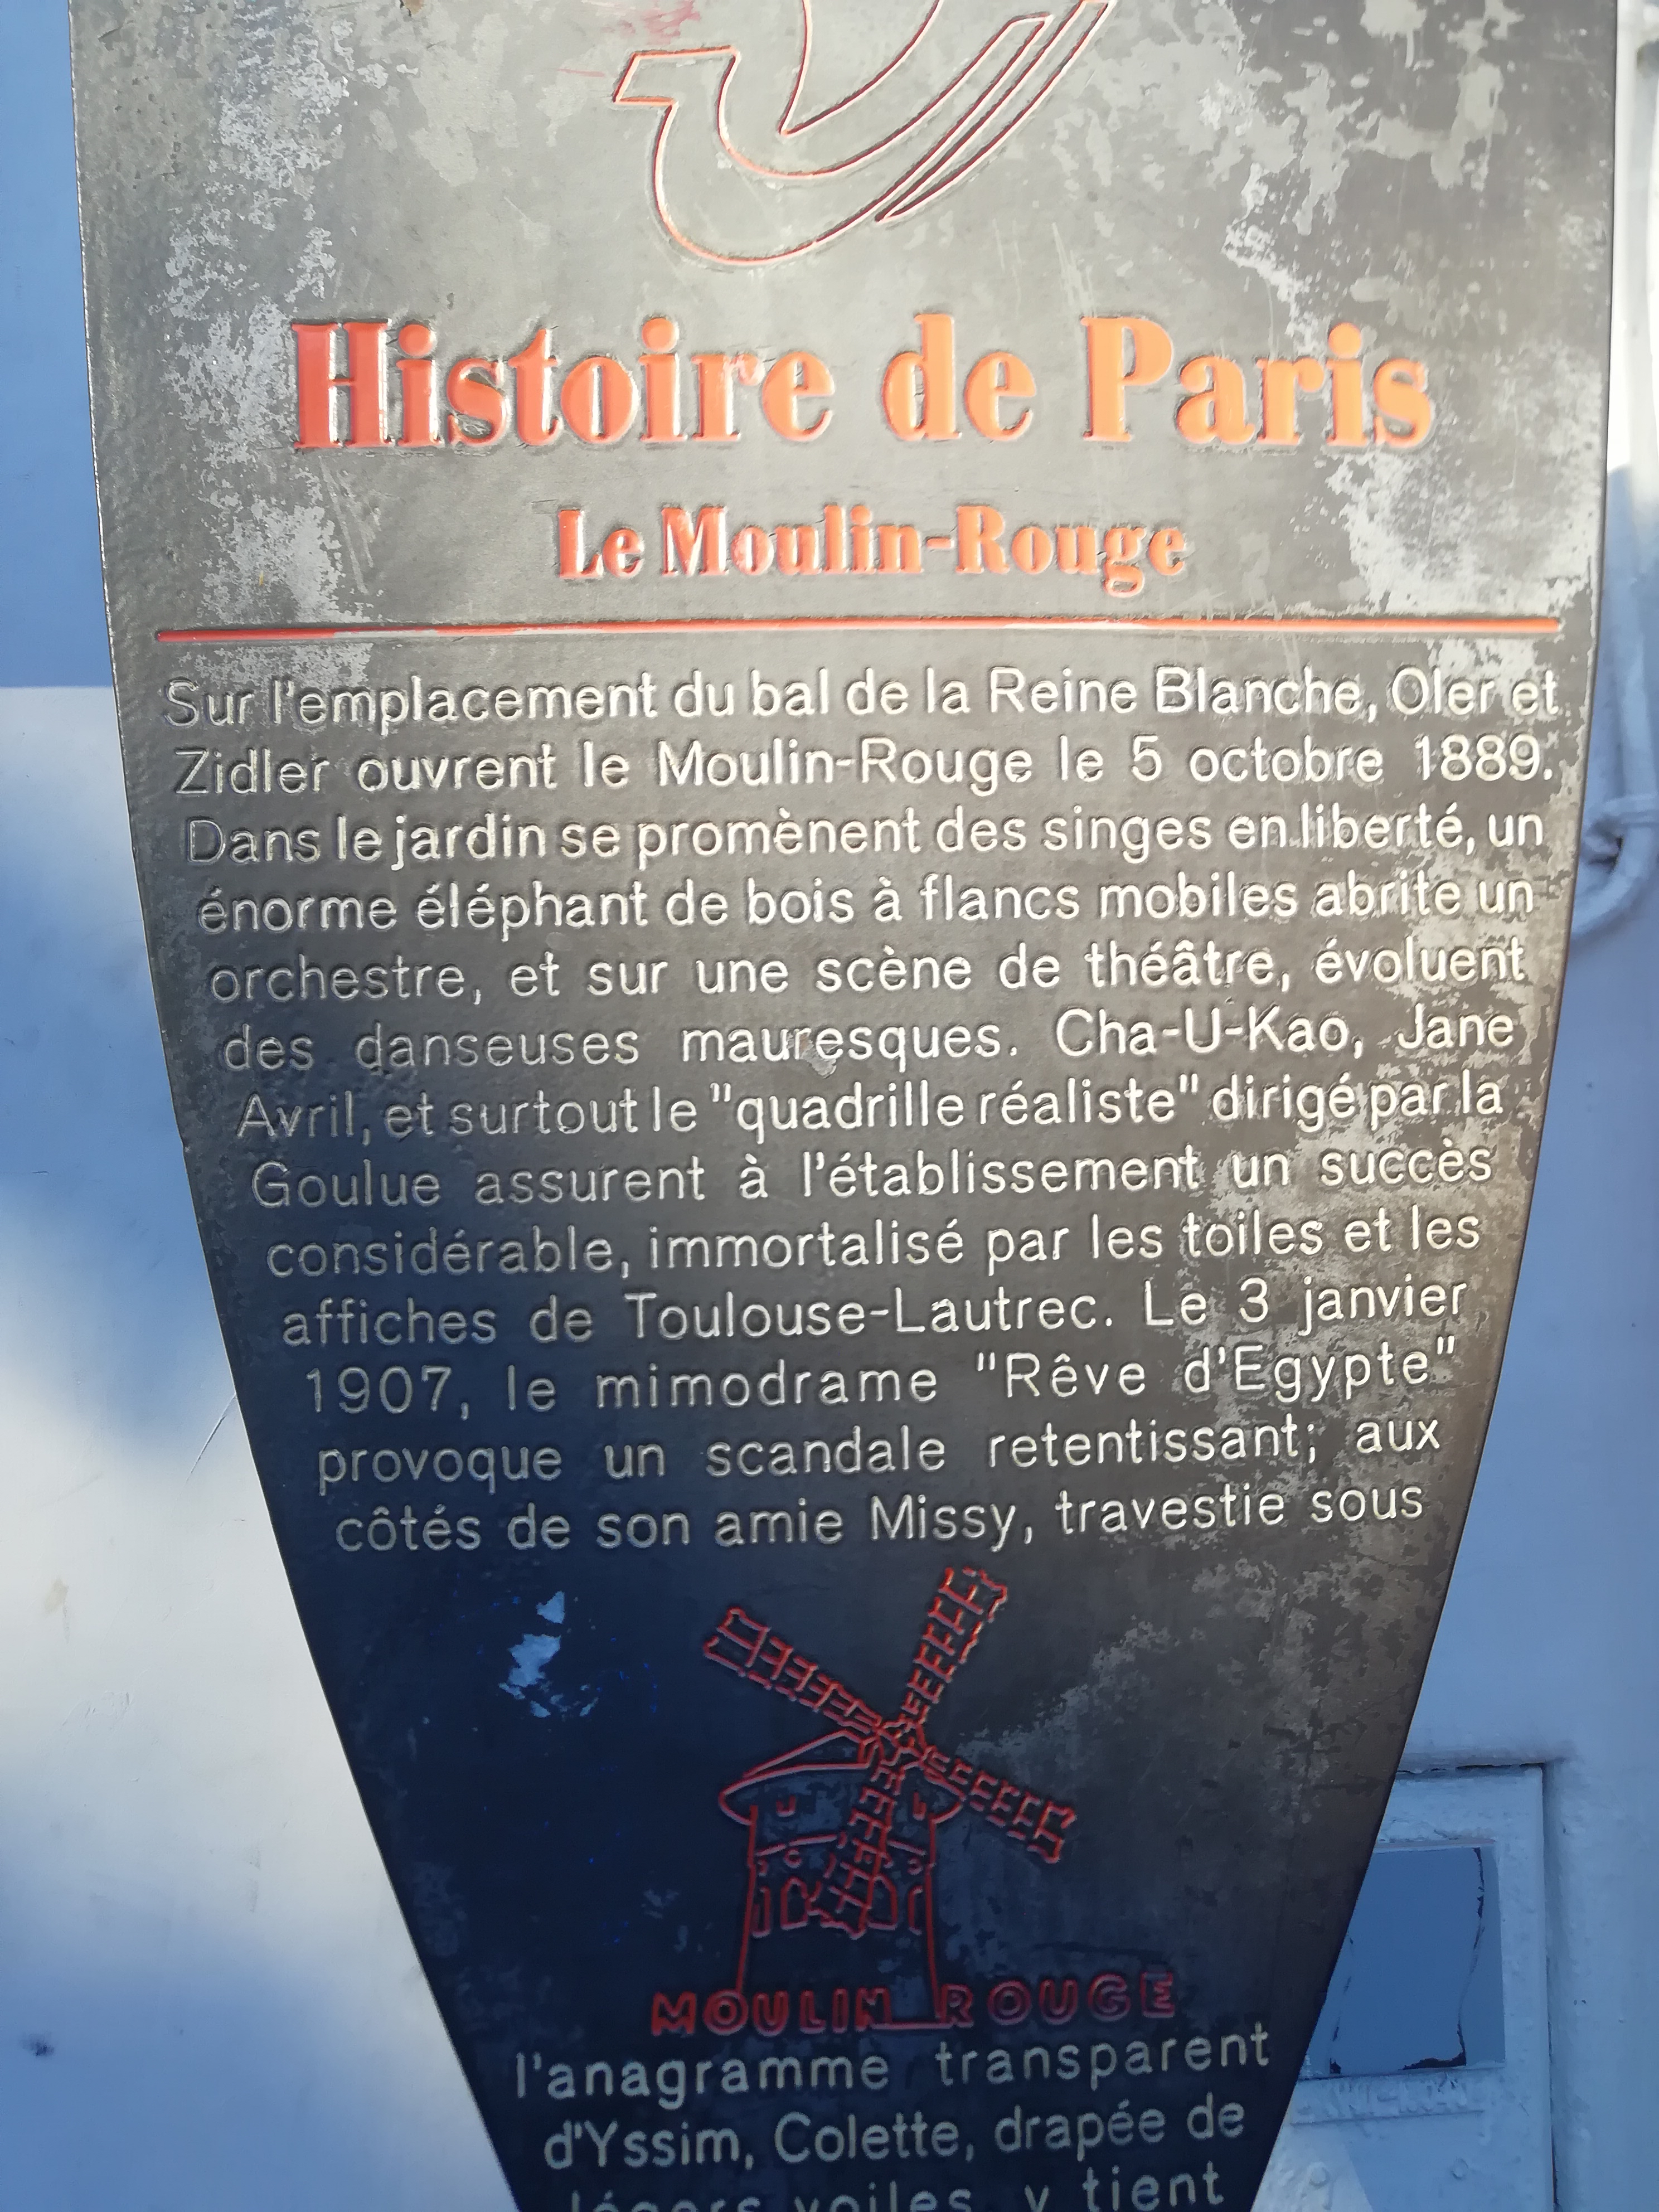 Histoire de Paris
Le Moulin-Rouge
Sur l'emplacement du bal de la Reine Blanche, Oler et
Zidler ouvrent le Moulin-Rouge le 5 octobre 1889.
Dans le jardin se promènent des singes en liberté, un
énorme éléphant de bois à flancs mobiles abrite un
orchestre, et sur une scène de théâtre, évoluent
des danseuses mauresques. Cha-U-Kao, Jane
Avril, et surtout le "quadrille réaliste" dirigé par la
Goulue assurent à l'établissement un succès
considérable, immortalisé par les toiles et les
affiches de Toulouse-Lautrec. Le 3 janvier
1907, le mimodrame "Rêve d'Egypte"
provoque un scandale retentissant; aux
côtés de son amie Missy, travestie sous
MOULIN ROUGE
l'anagramme transparent
d'Yssim, Colette, drapée de
légers voiles, y tient